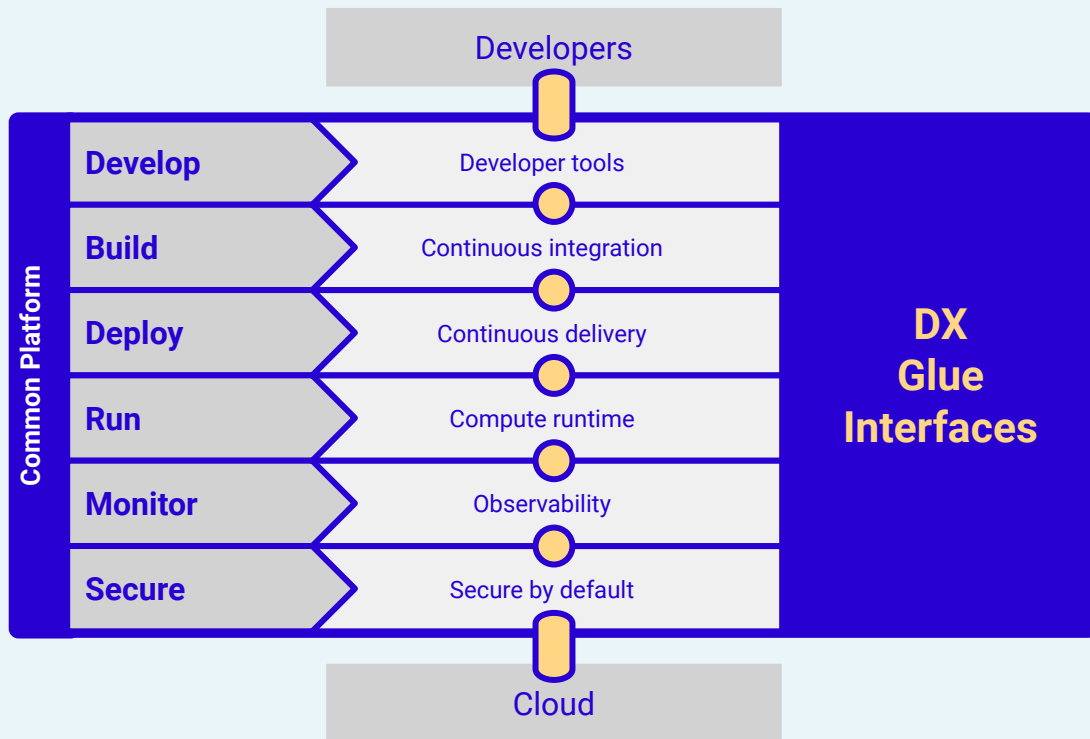 Developers
Common Platform
Develop
Developer tools
Build
Continuous integration
Deploy
Continuous delivery
Run
Compute runtime
Monitor
Observability
Secure
Secure by default
DX
Glue
Interfaces
Cloud